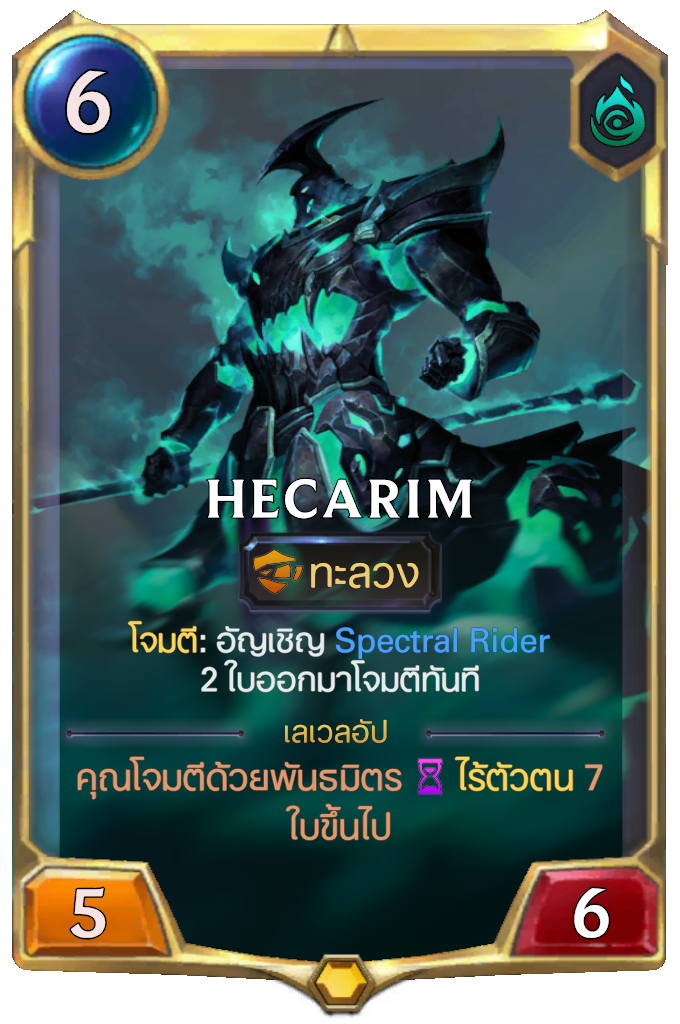 6
HECARIM
ทะลวง
โจมตี: อัญเชิญ Spectral Rider
2 ใบออกมาโจมตีทันที
เลเวลอัป
คุณโจมตีด้วยพันธมิตร ไร้ตัวตน 7
ใบขึ้นไป
5
6